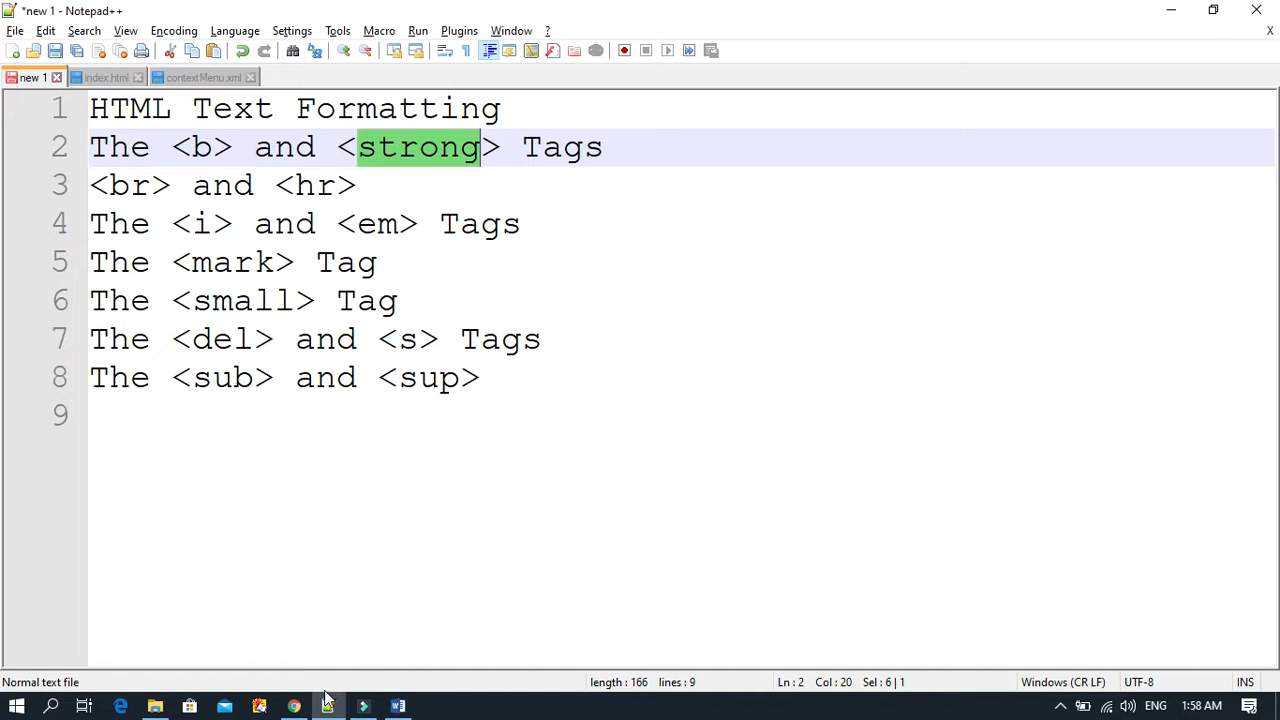 *new 1 - Notepad++
File Edit Search View Encoding Language Settings Tools Macro Run Plugins Window ? X
new 1 index.html contextMenu.xml
1 HTML Text Formatting
2 The <b> and <strong> Tags
3 <br> and <hr>
4 The <i> and <em> Tags
5 The <mark> Tag
6 The <small> Tag
7 The <del> and <s> Tags
8 The <sub> and <sup>
9
Normal text file length : 166 lines : 9 Ln : 2 Col : 20 Sel : 6 | 1 Windows (CR LF) UTF-8 INS
ENG 1:58 AM